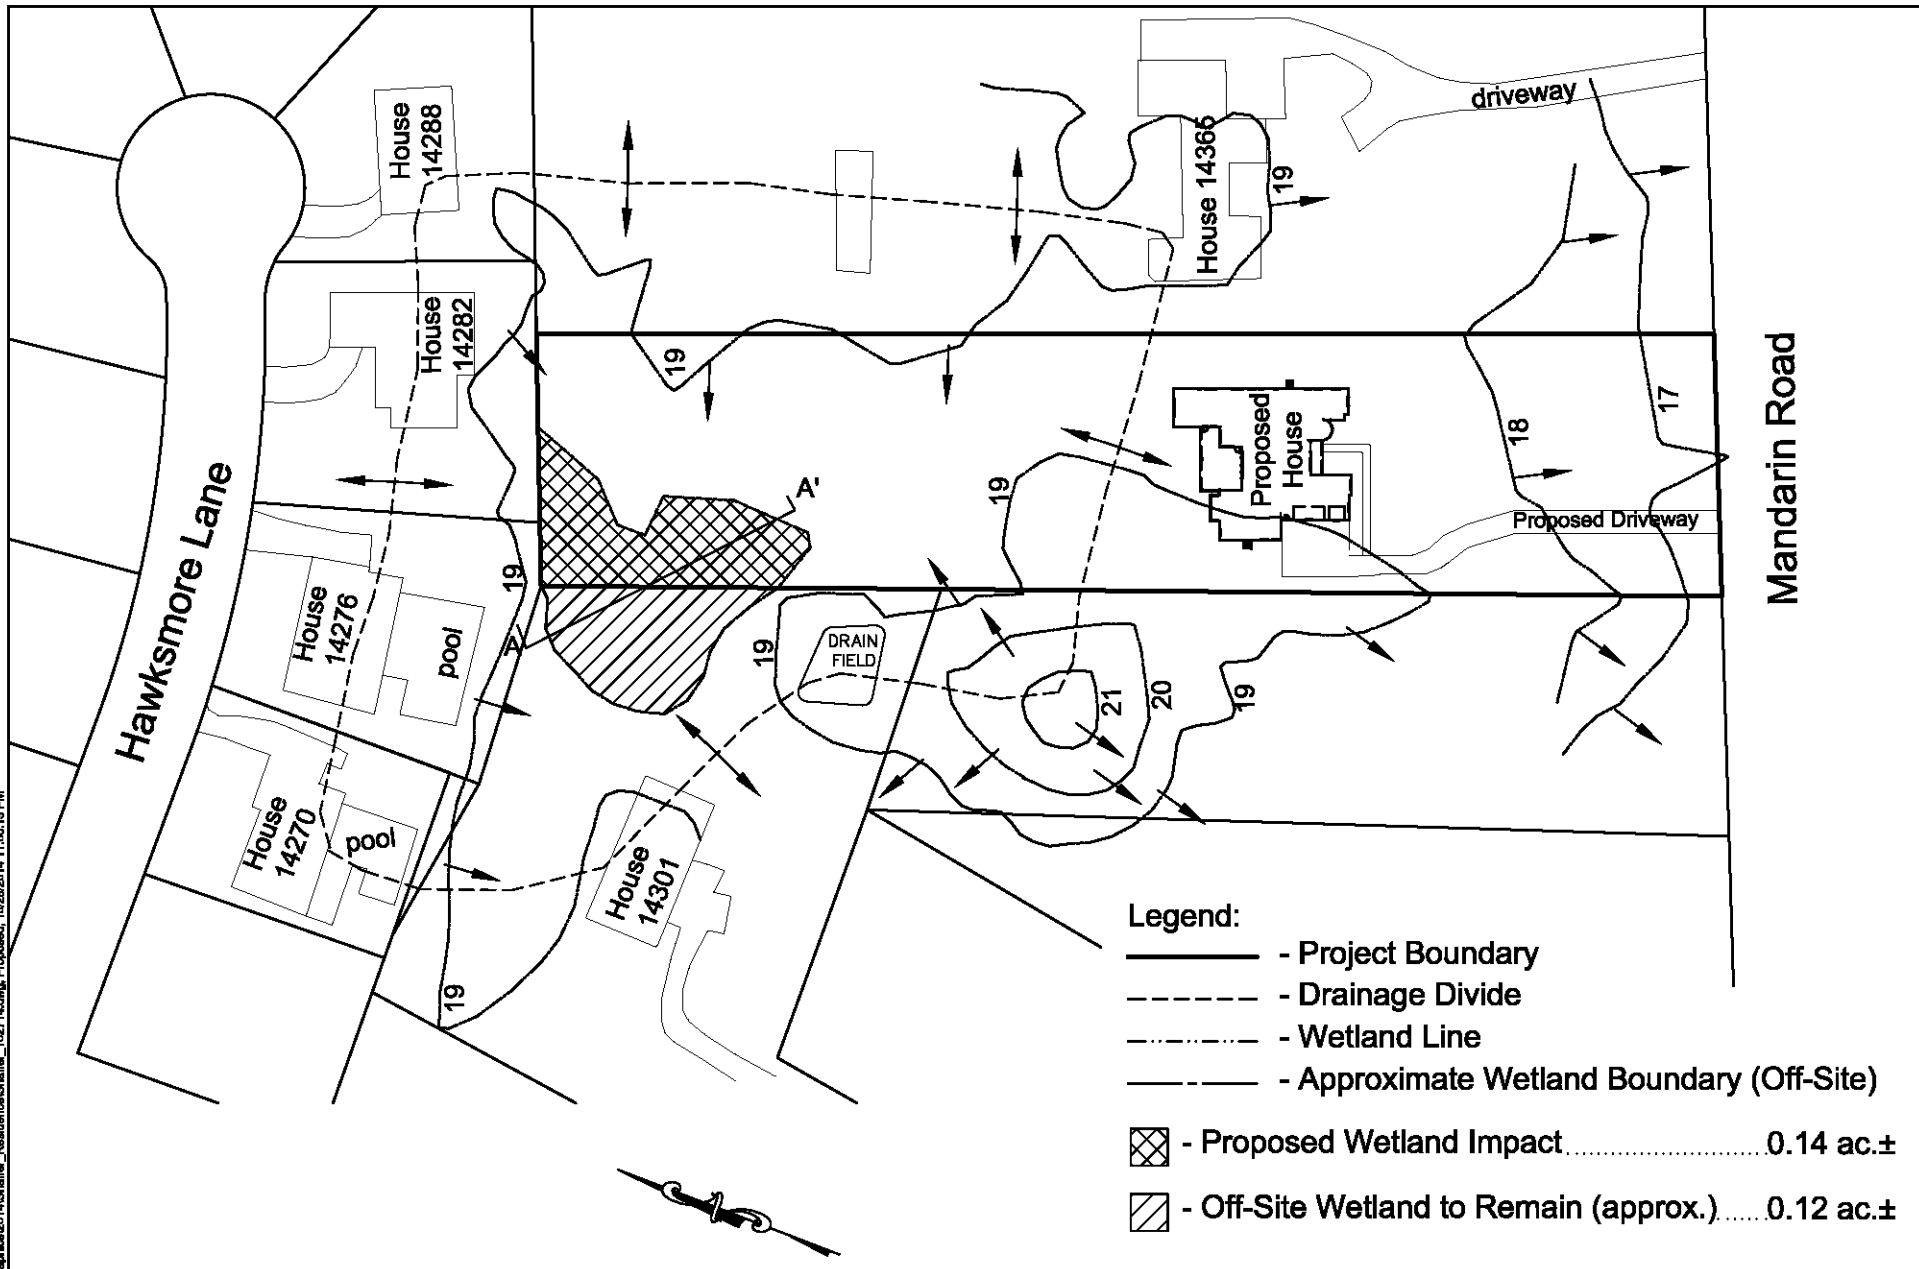 House
14288
driveway
House 14365
19
House
14282
19
Mandarin Road
17
18
Proposed
House
19
A'
Proposed Driveway
Hawksmore Lane
19
House
14276
pool
A
19
DRAIN
FIELD
21
20
19
House
14270
pool
House
14301
19
Legend:
- Project Boundary
- Drainage Divide
- Wetland Line
- Approximate Wetland Boundary (Off-Site)
- Proposed Wetland Impact........................0.14 ac.±
- Off-Site Wetland to Remain (approx.)......0.12 ac.±